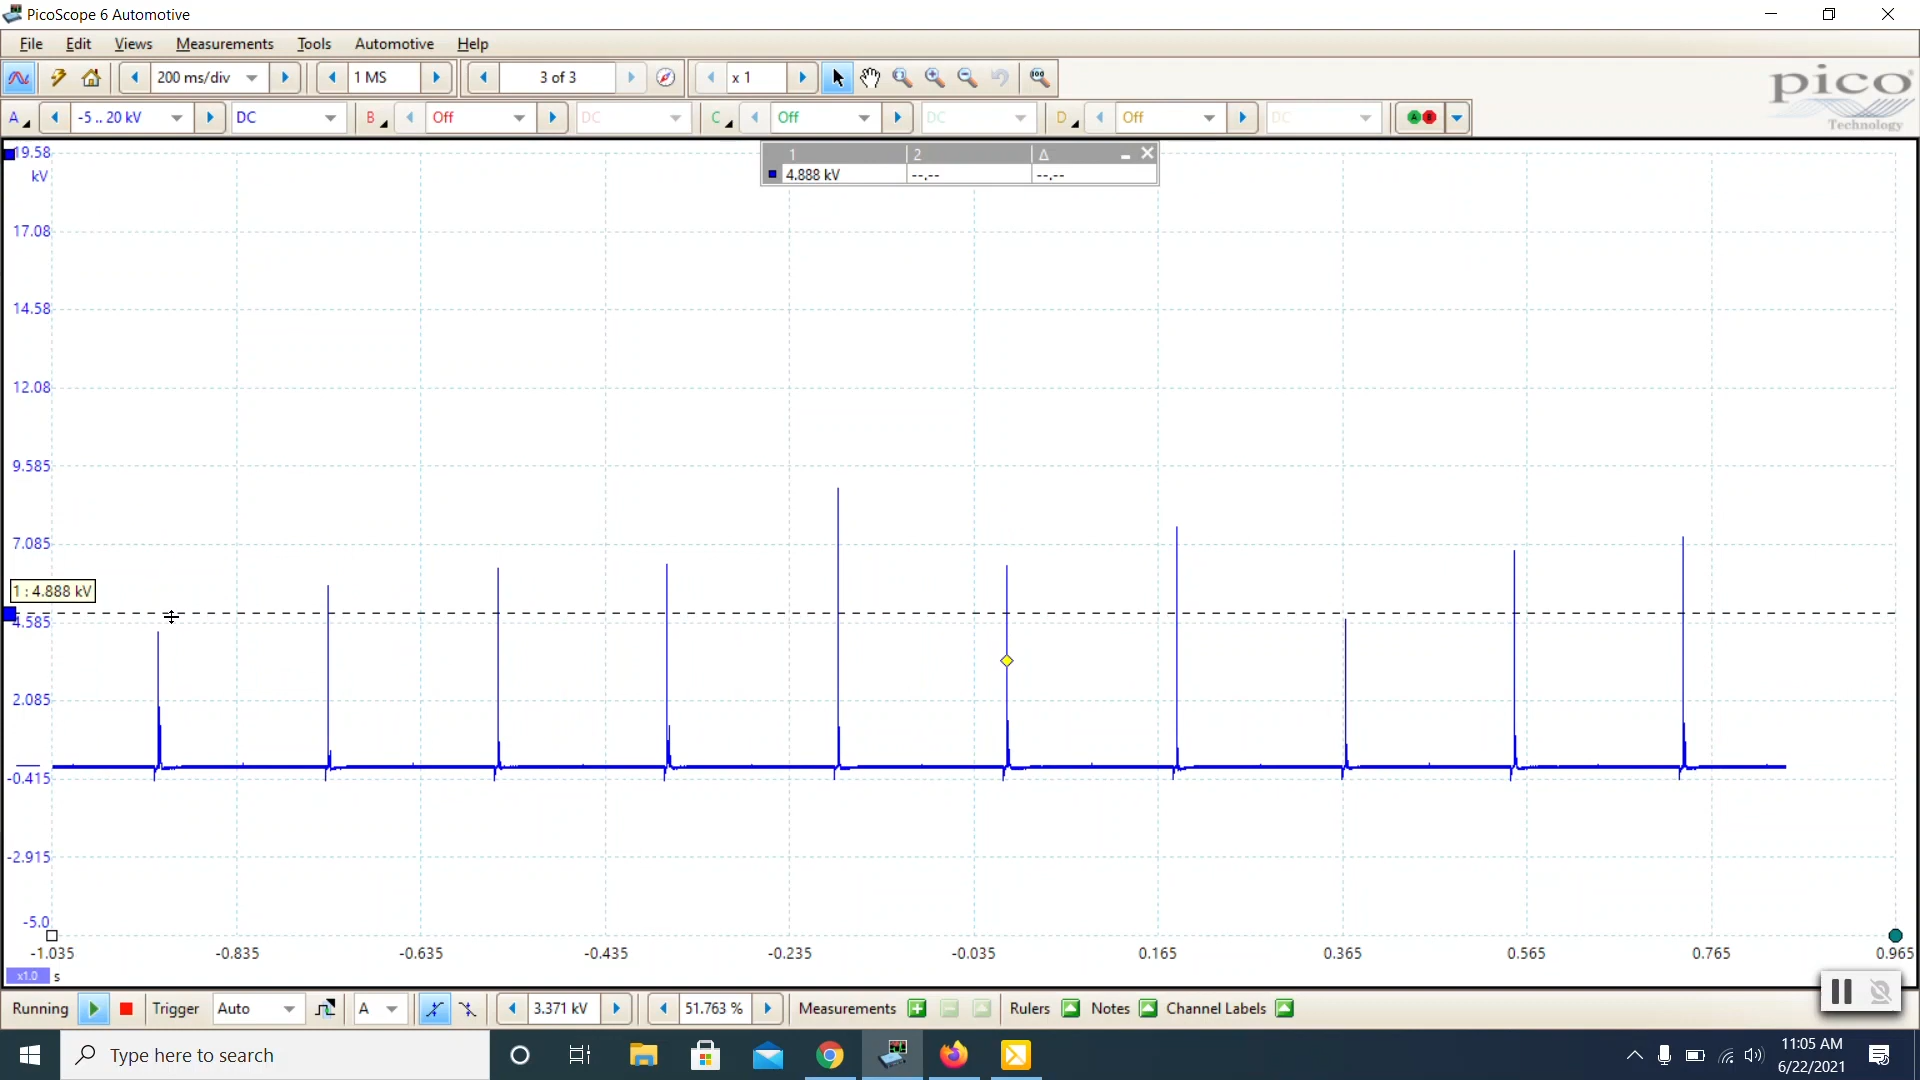 PicoScope 6 Automotive
File Edit Views Measurements Tools Automotive Help
200 ms/div 1 MS 3 of 3 x 1
pico
Technology
A -5 .. 20 kV DC B Off DC C Off DC D Off DC A B
19.58
kV
17.08
14.58
12.08
9.585
7.085
4.585
2.085
-0.415
-2.915
-5.0
1 2 Δ
4.888 kV --.-- --.--
1 : 4.888 kV
-1.035 -0.835 -0.635 -0.435 -0.235 -0.035 0.165 0.365 0.565 0.765 0.965
x1.0 s
Running Trigger Auto A 3.371 kV 51.763 % Measurements Rulers Notes Channel Labels
Type here to search
11:05 AM
6/22/2021